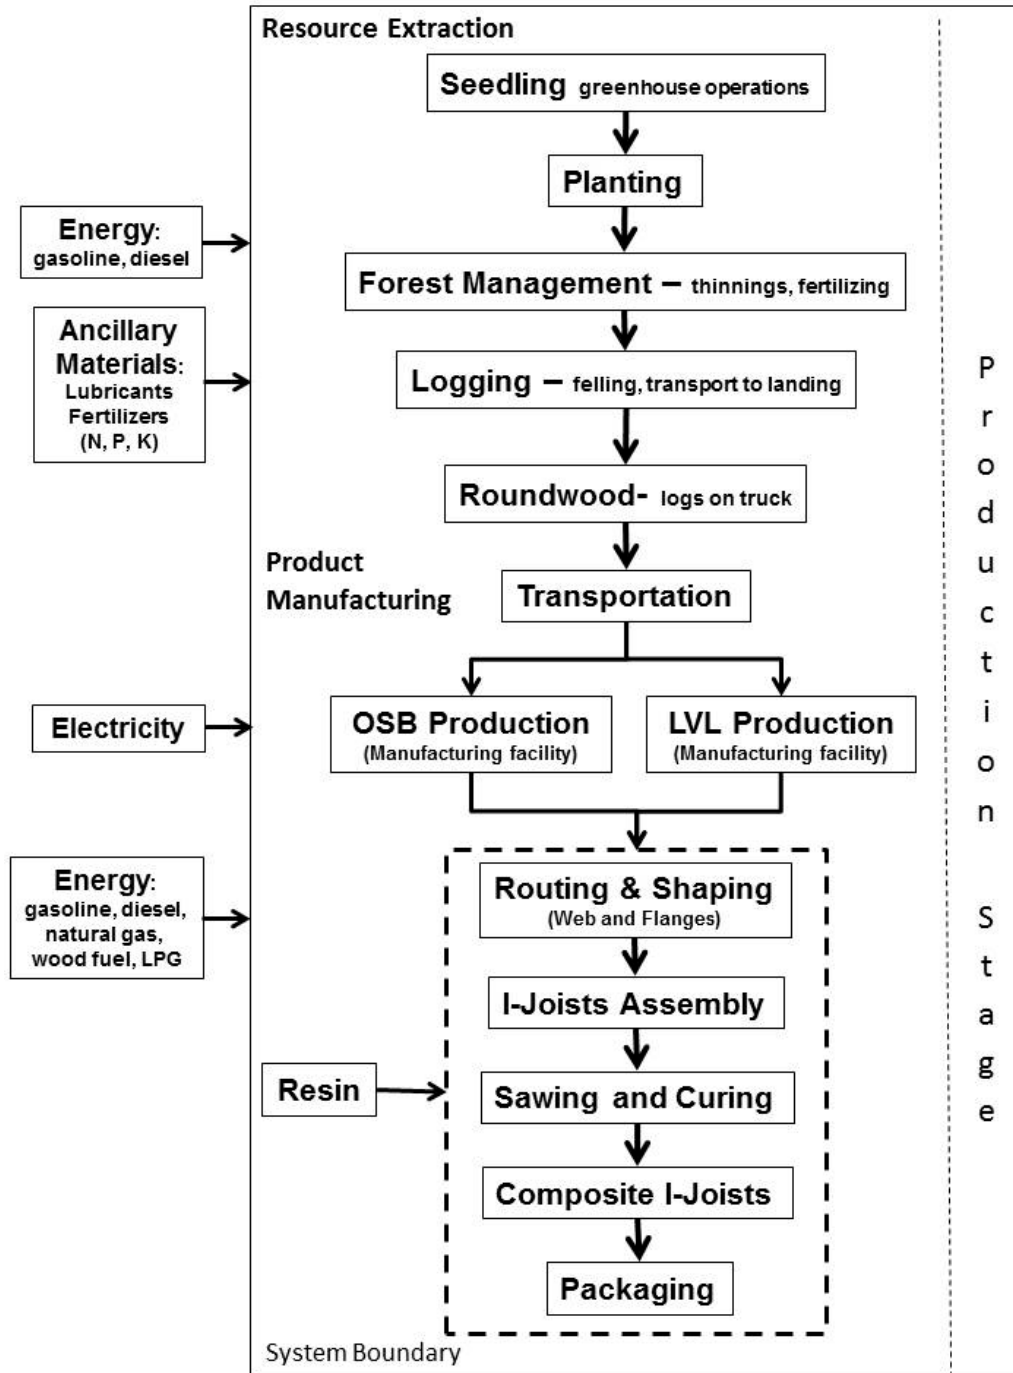 Resource Extraction
Seedling greenhouse operations
Planting
Energy:
gasoline, diesel
Forest Management – thinnings, fertilizing
Ancillary
Materials:
Lubricants
Fertilizers
(N, P, K)
Logging – felling, transport to landing
Roundwood- logs on truck
Product
Manufacturing
Transportation
Electricity
OSB Production
(Manufacturing facility)
LVL Production
(Manufacturing facility)
Energy:
gasoline, diesel,
natural gas,
wood fuel, LPG
Routing & Shaping
(Web and Flanges)
I-Joists Assembly
Resin
Sawing and Curing
Composite I-Joists
Packaging
System Boundary
Production Stage